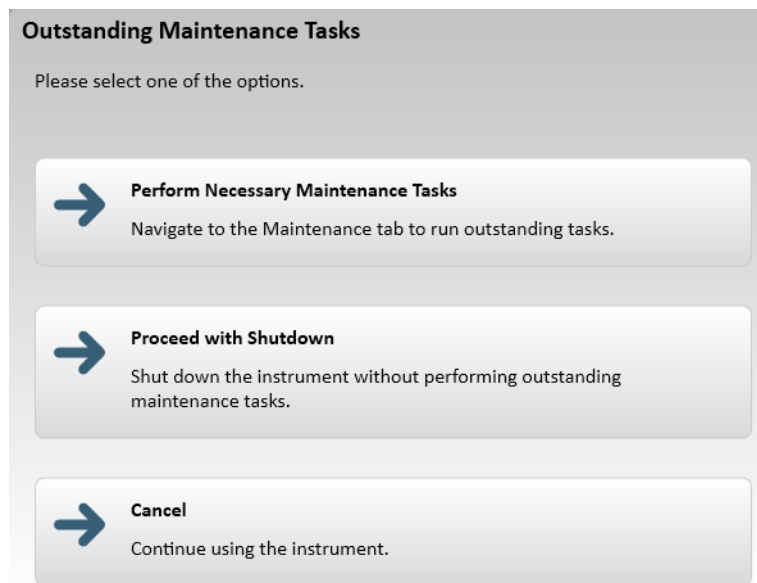 Outstanding Maintenance Tasks
Please select one of the options.
Perform Necessary Maintenance Tasks
Navigate to the Maintenance tab to run outstanding tasks.
Proceed with Shutdown
Shut down the instrument without performing outstanding
maintenance tasks.
Cancel
Continue using the instrument.